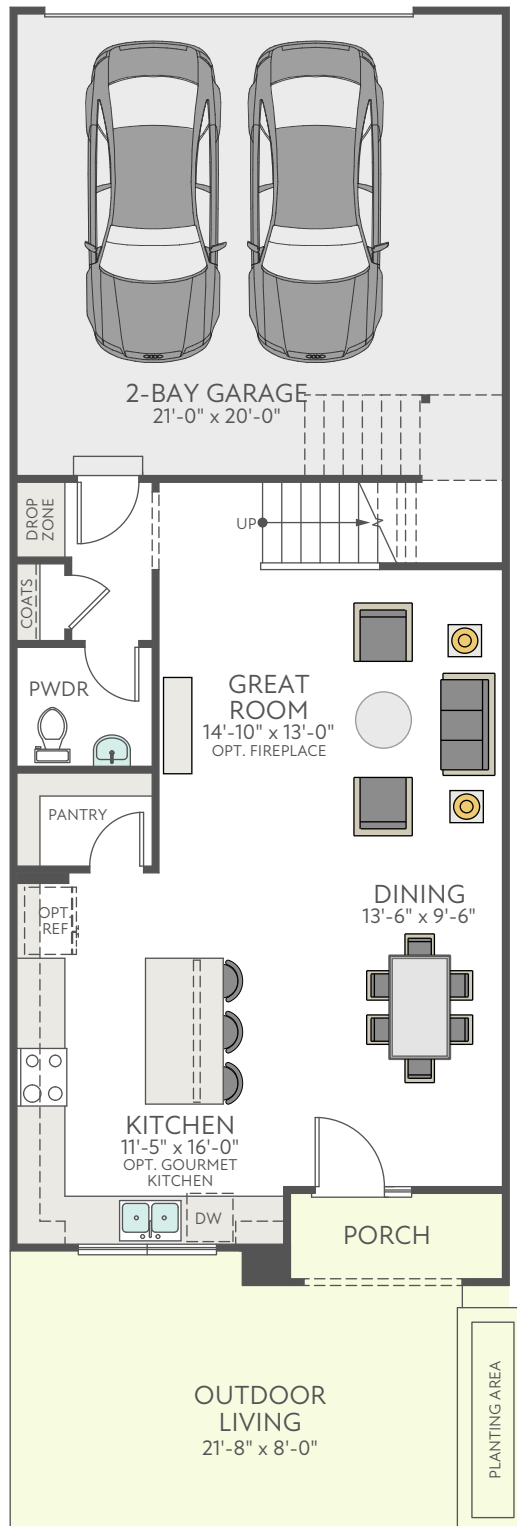 2-BAY GARAGE
21'-0" x 20'-0"
DROP
ZONE
UP
COATS
PWDR
GREAT
ROOM
14'-10" x 13'-0"
OPT. FIREPLACE
PANTRY
DINING
13'-6" x 9'-6"
OPT.
REF
KITCHEN
11'-5" x 16'-0"
OPT. GOURMET
KITCHEN
DW
PORCH
OUTDOOR
LIVING
21'-8" x 8'-0"
PLANTING AREA